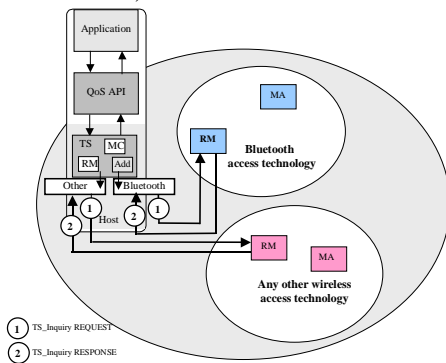 Application
QoS API
TS
MC
RM
Add
Other
Bluetooth
1
2
1
2
Host
MA
RM
Bluetooth
access technology
RM
MA
Any other wireless
access technology
1 TS_Inquiry REQUEST
2 TS_Inquiry RESPONSE